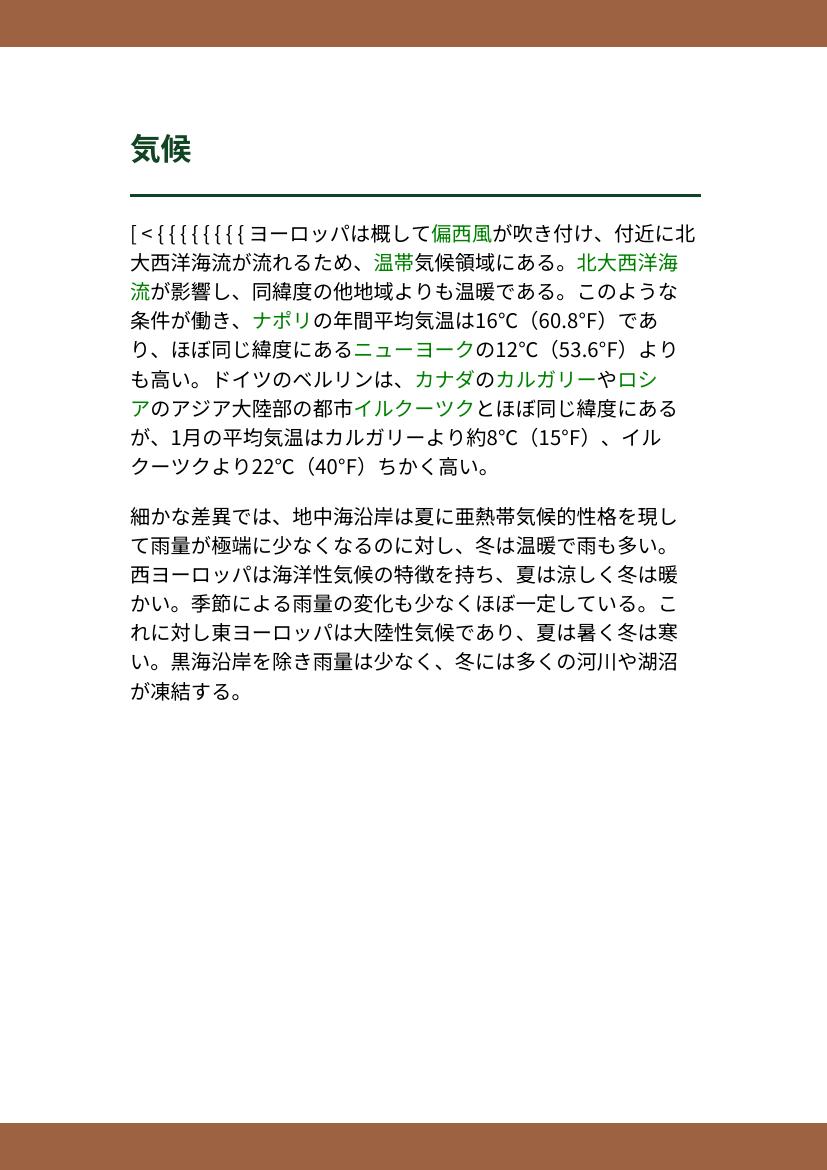 気候
[ < { { { { { { { { ヨーロッパは概して偏西風が吹き付け、付近に北
大西洋海流が流れるため、温帯気候領域にある。北大西洋海
流が影響し、同緯度の他地域よりも温暖である。このような
条件が働き、ナポリの年間平均気温は16℃（60.8°F）であ
り、ほぼ同じ緯度にあるニューヨークの12℃（53.6°F）より
も高い。ドイツのベルリンは、カナダのカルガリーやロシ
アのアジア大陸部の都市イルクーツクとほぼ同じ緯度にある
が、1月の平均気温はカルガリーより約8℃（15°F）、イル
クーツクより22℃（40°F）ちかく高い。
細かな差異では、地中海沿岸は夏に亜熱帯気候的性格を現し
て雨量が極端に少なくなるのに対し、冬は温暖で雨も多い。
西ヨーロッパは海洋性気候の特徴を持ち、夏は涼しく冬は暖
かい。季節による雨量の変化も少なくほぼ一定している。こ
れに対し東ヨーロッパは大陸性気候であり、夏は暑く冬は寒
い。黒海沿岸を除き雨量は少なく、冬には多くの河川や湖沼
が凍結する。